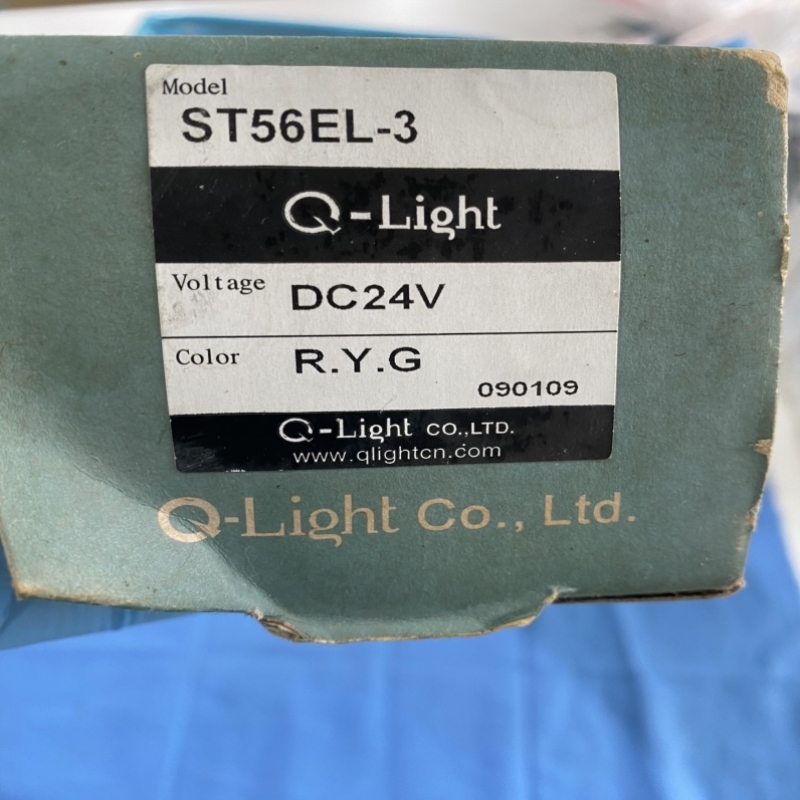 Model
ST56EL-3
Q-Light
Voltage DC24V
Color R.Y.G
090109
Q-Light CO.,LTD.
www.qlightcn.com
Q-Light Co., Ltd.